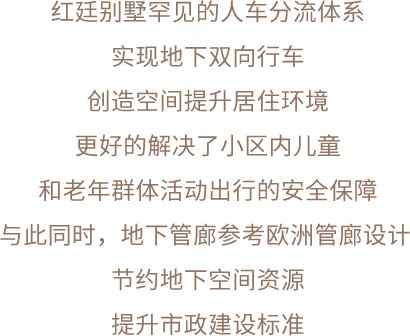 红廷别墅罕见的人车分流体系
实现地下双向行车
创造空间提升居住环境
更好的解决了小区内儿童
和老年群体活动出行的安全保障
与此同时，地下管廊参考欧洲管廊设计
节约地下空间资源
提升市政建设标准